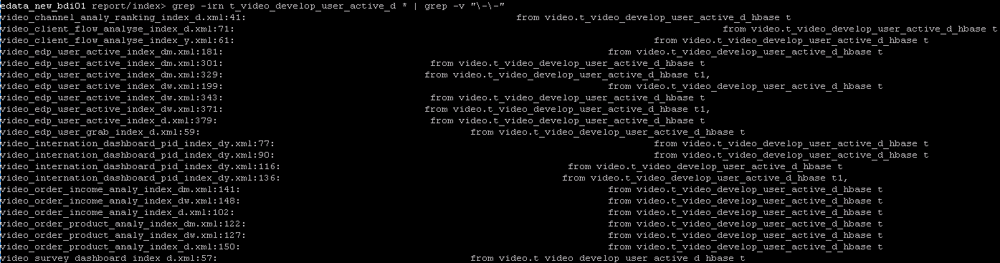 edata_new_bdi01 report/index> grep -irn t_video_develop_user_active_d * | grep -v "\-\-"
video_channel_analy_ranking_index_d.xml:41: from video.t_video_develop_user_active_d_hbase t
video_client_flow_analyse_index_d.xml:71: from video.t_video_develop_user_active_d_hbase t
video_client_flow_analyse_index_y.xml:61: from video.t_video_develop_user_active_d_hbase t
video_edp_user_active_index_dm.xml:181: from video.t_video_develop_user_active_d_hbase t
video_edp_user_active_index_dm.xml:301: from video.t_video_develop_user_active_d_hbase t
video_edp_user_active_index_dm.xml:329: from video.t_video_develop_user_active_d_hbase t1,
video_edp_user_active_index_dw.xml:199: from video.t_video_develop_user_active_d_hbase t
video_edp_user_active_index_dw.xml:343: from video.t_video_develop_user_active_d_hbase t
video_edp_user_active_index_dw.xml:371: from video.t_video_develop_user_active_d_hbase t1,
video_edp_user_active_index_d.xml:379: from video.t_video_develop_user_active_d_hbase t
video_edp_user_grab_index_d.xml:59: from video.t_video_develop_user_active_d_hbase t
video_internation_dashboard_pid_index_dy.xml:77: from video.t_video_develop_user_active_d_hbase t
video_internation_dashboard_pid_index_dy.xml:90: from video.t_video_develop_user_active_d_hbase t
video_internation_dashboard_pid_index_dy.xml:116: from video.t_video_develop_user_active_d_hbase t
video_internation_dashboard_pid_index_dy.xml:136: from video.t_video_develop_user_active_d_hbase t1,
video_order_income_analy_index_dm.xml:141: from video.t_video_develop_user_active_d_hbase t
video_order_income_analy_index_dw.xml:148: from video.t_video_develop_user_active_d_hbase t
video_order_income_analy_index_d.xml:102: from video.t_video_develop_user_active_d_hbase t
video_order_product_analy_index_dm.xml:122: from video.t_video_develop_user_active_d_hbase t
video_order_product_analy_index_dw.xml:127: from video.t_video_develop_user_active_d_hbase t
video_order_product_analy_index_d.xml:150: from video.t_video_develop_user_active_d_hbase t
video_survey_dashboard_index_d.xml:57: from video.t_video_develop_user_active_d_hbase t